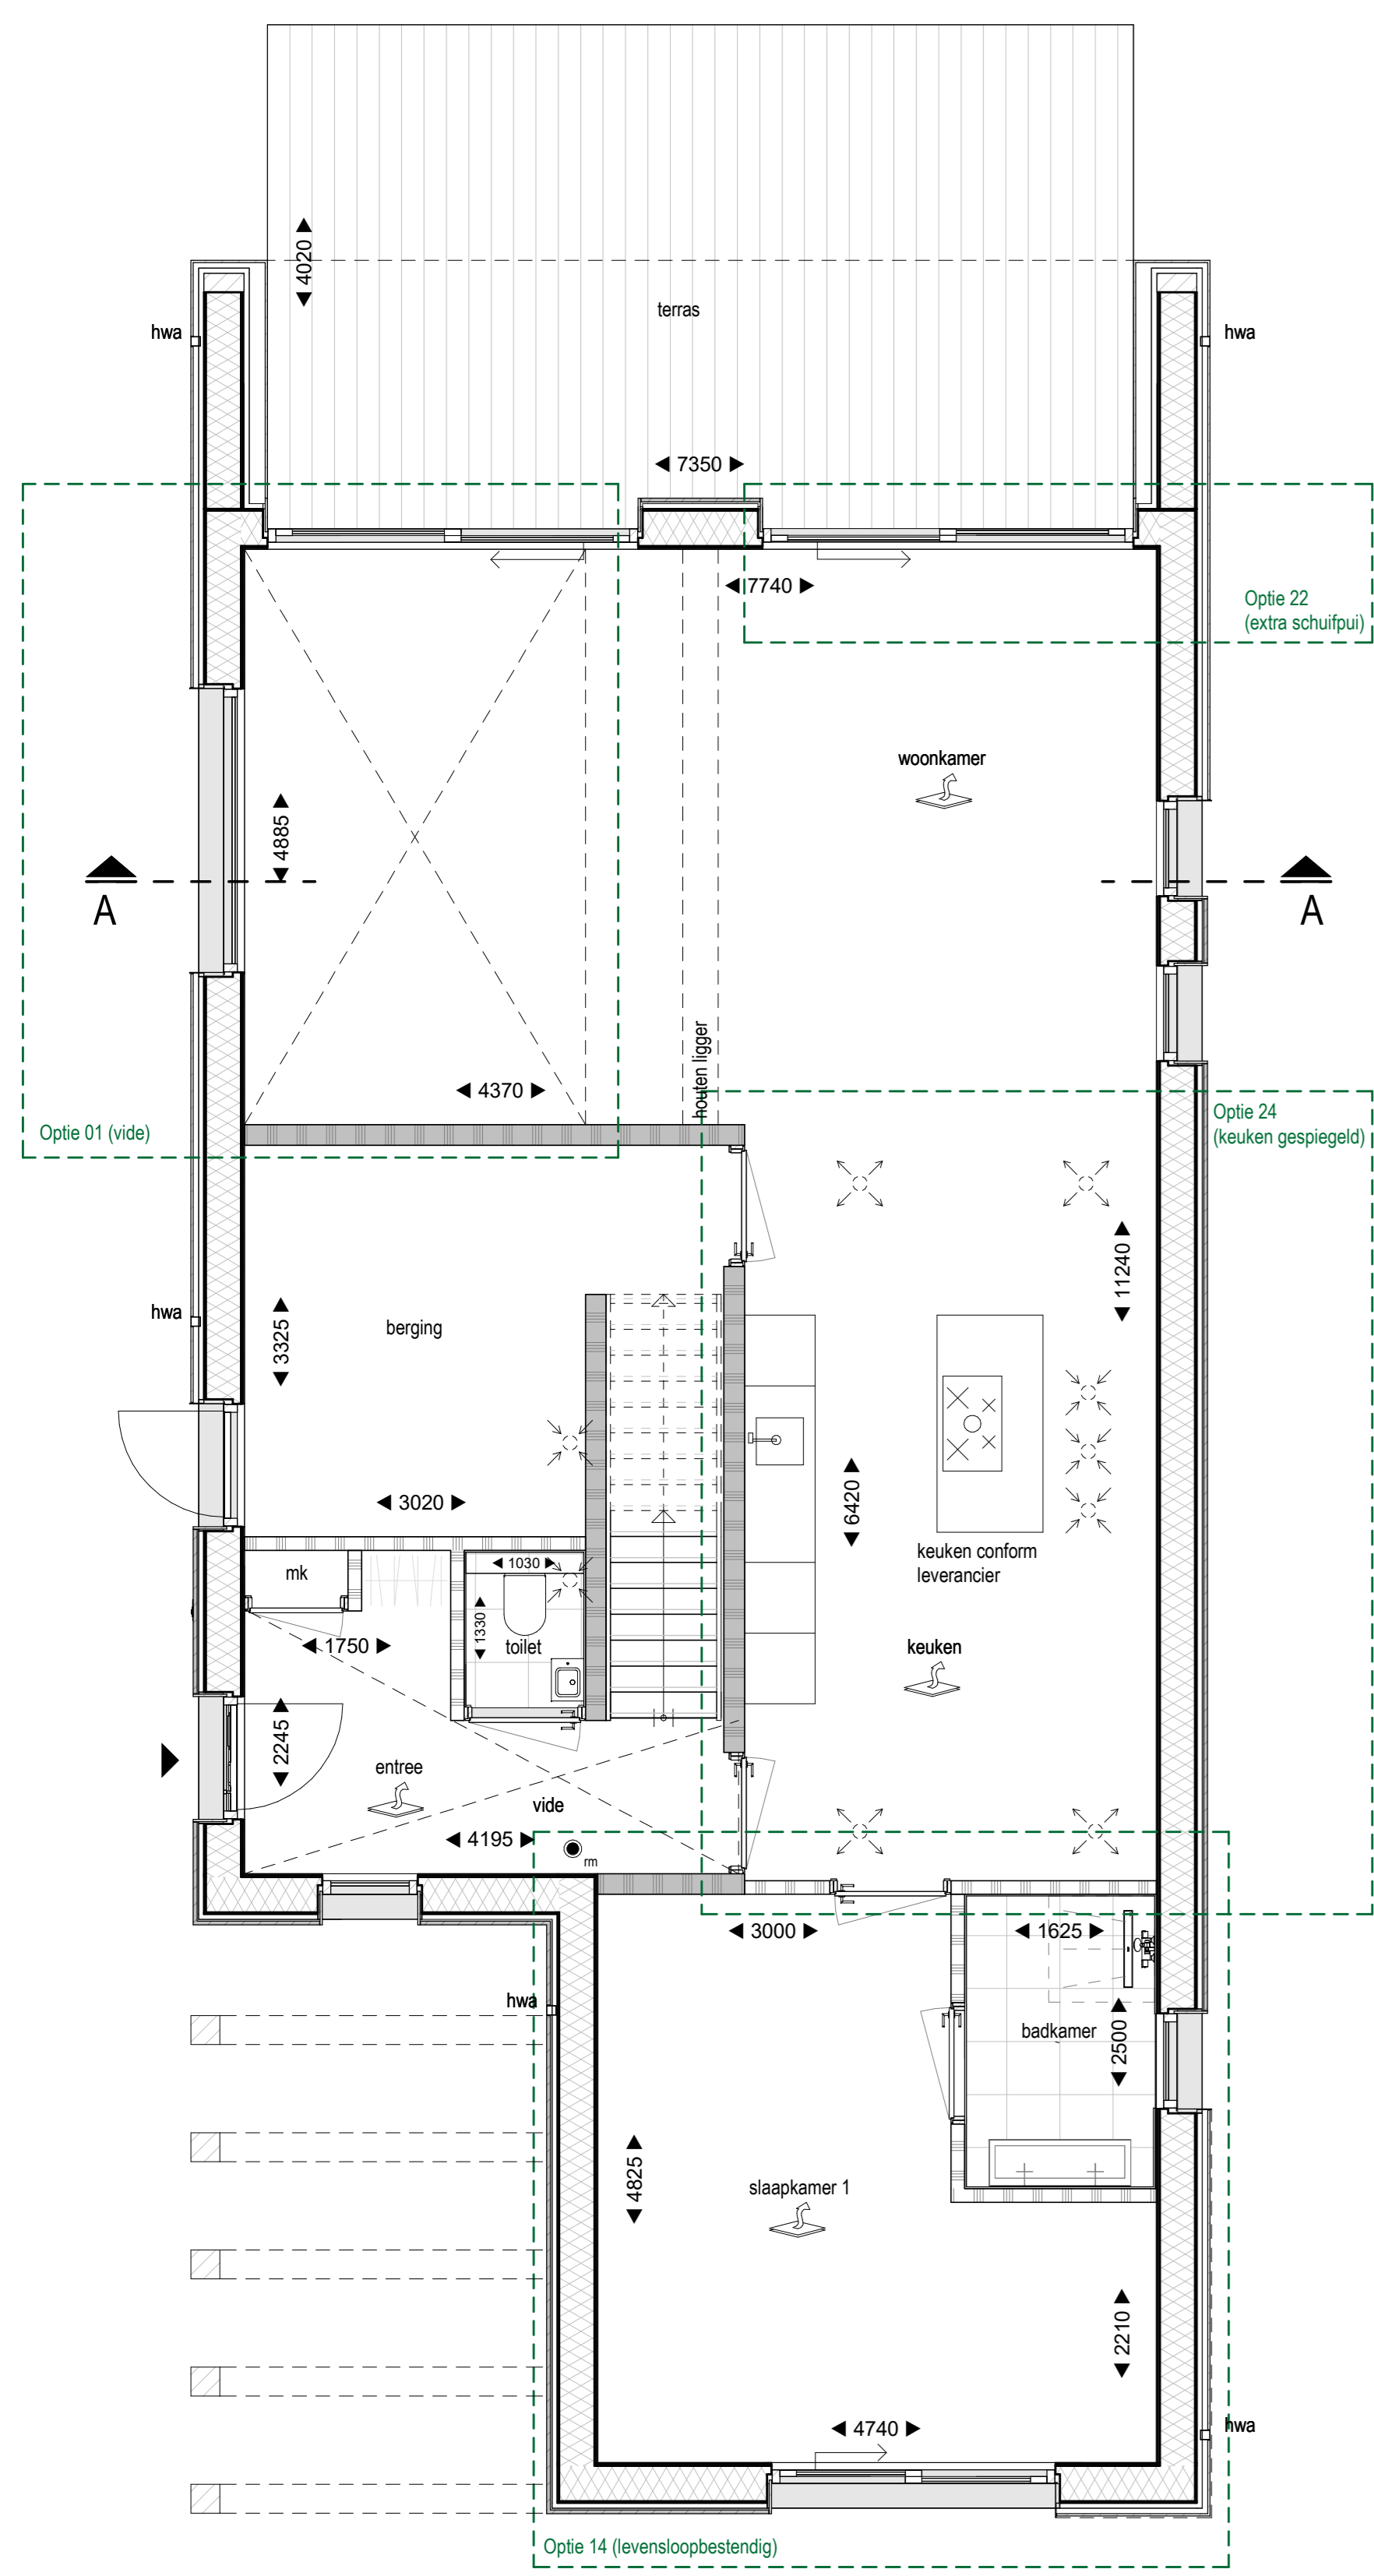 4020
terras
hwa
hwa
7350
7740
Optie 22
(extra schuifpui)
woonkamer
4885
A
A
houten ligger
4370
Optie 01 (vide)
Optie 24
(keuken gespiegeld)
11240
hwa
3325
berging
6420
3020
keuken conform
leverancier
mk
1030
1330
toilet
1750
keuken
2245
entree
vide
4195
rm
3000
1625
hwa
badkamer
2500
4825
slaapkamer 1
2210
4740
hwa
Optie 14 (levensloopbestendig)